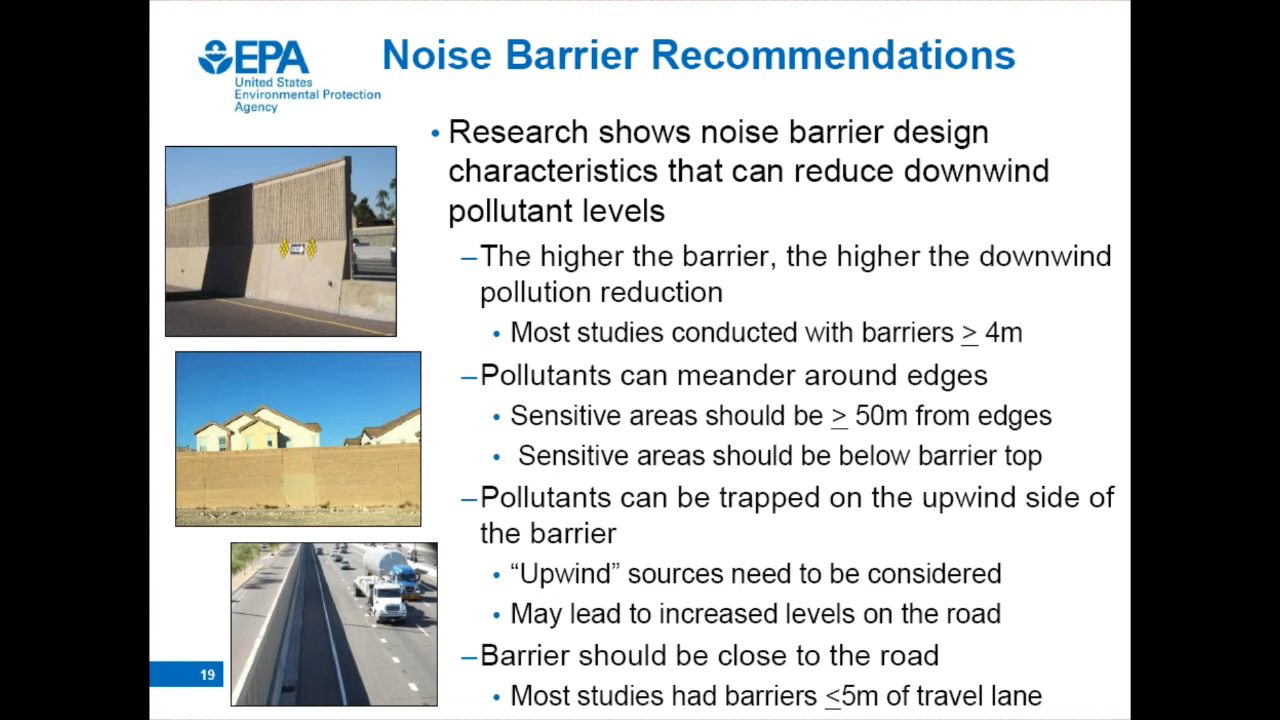 EPA
United States
Environmental Protection
Agency
Noise Barrier Recommendations
• Research shows noise barrier design
characteristics that can reduce downwind
pollutant levels
–The higher the barrier, the higher the downwind
pollution reduction
• Most studies conducted with barriers ≥ 4m
–Pollutants can meander around edges
• Sensitive areas should be ≥ 50m from edges
• Sensitive areas should be below barrier top
–Pollutants can be trapped on the upwind side of
the barrier
• “Upwind” sources need to be considered
• May lead to increased levels on the road
–Barrier should be close to the road
• Most studies had barriers ≤5m of travel lane
19